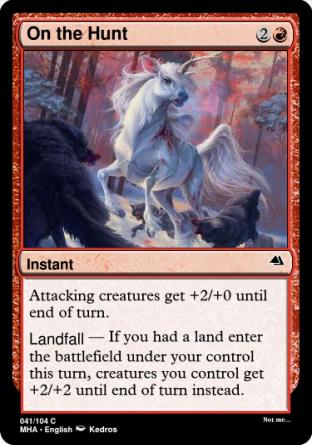 On the Hunt 2
Instant
Attacking creatures get +2/+0 until
end of turn.
Landfall — If you had a land enter
the battlefield under your control
this turn, creatures you control get
+2/+2 until end of turn instead.
041/104 C
Not me...
MHA • English Kedros